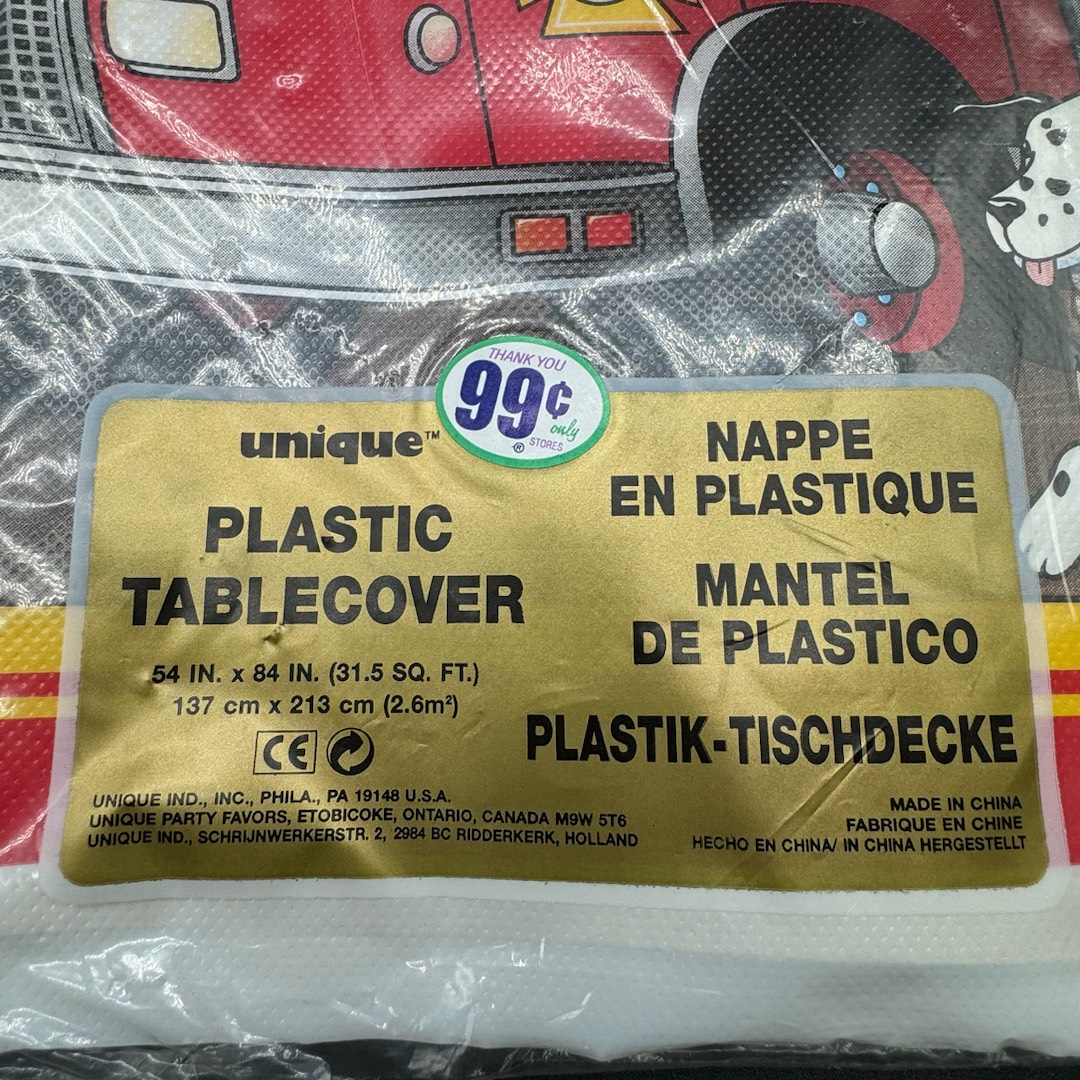 THANK YOU
99¢
only
® STORES
unique™
PLASTIC
TABLECOVER
54 IN. x 84 IN. (31.5 SQ. FT.)
137 cm x 213 cm (2.6m²)
CE
UNIQUE IND., INC., PHILA., PA 19148 U.S.A.
UNIQUE PARTY FAVORS, ETOBICOKE, ONTARIO, CANADA M9W 5T6
UNIQUE IND., SCHRIJNWERKERSTR. 2, 2984 BC RIDDERKERK, HOLLAND
NAPPE
EN PLASTIQUE
MANTEL
DE PLASTICO
PLASTIK-TISCHDECKE
MADE IN CHINA
FABRIQUE EN CHINE
HECHO EN CHINA/ IN CHINA HERGESTELLT